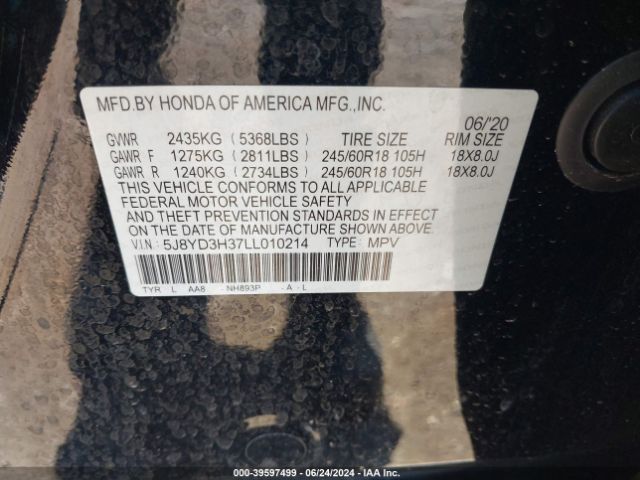 MFD.BY HONDA OF AMERICA MFG.,INC.
06/'20
GVWR 2435KG (5368LBS) TIRE SIZE RIM SIZE
GAWR F 1275KG (2811LBS) 245/60R18 105H 18X8.0J
GAWR R 1240KG (2734LBS) 245/60R18 105H 18X8.0J
THIS VEHICLE CONFORMS TO ALL APPLICABLE
FEDERAL MOTOR VEHICLE SAFETY
AND THEFT PREVENTION STANDARDS IN EFFECT
ON THE DATE OF MANUFACTURE SHOWN ABOVE.
V.I.N: 5J8YD3H37LL010214 TYPE: MPV
TYR L AA8 -NH893P -A-L
000-39597499 - 06/24/2024 - IAA Inc.